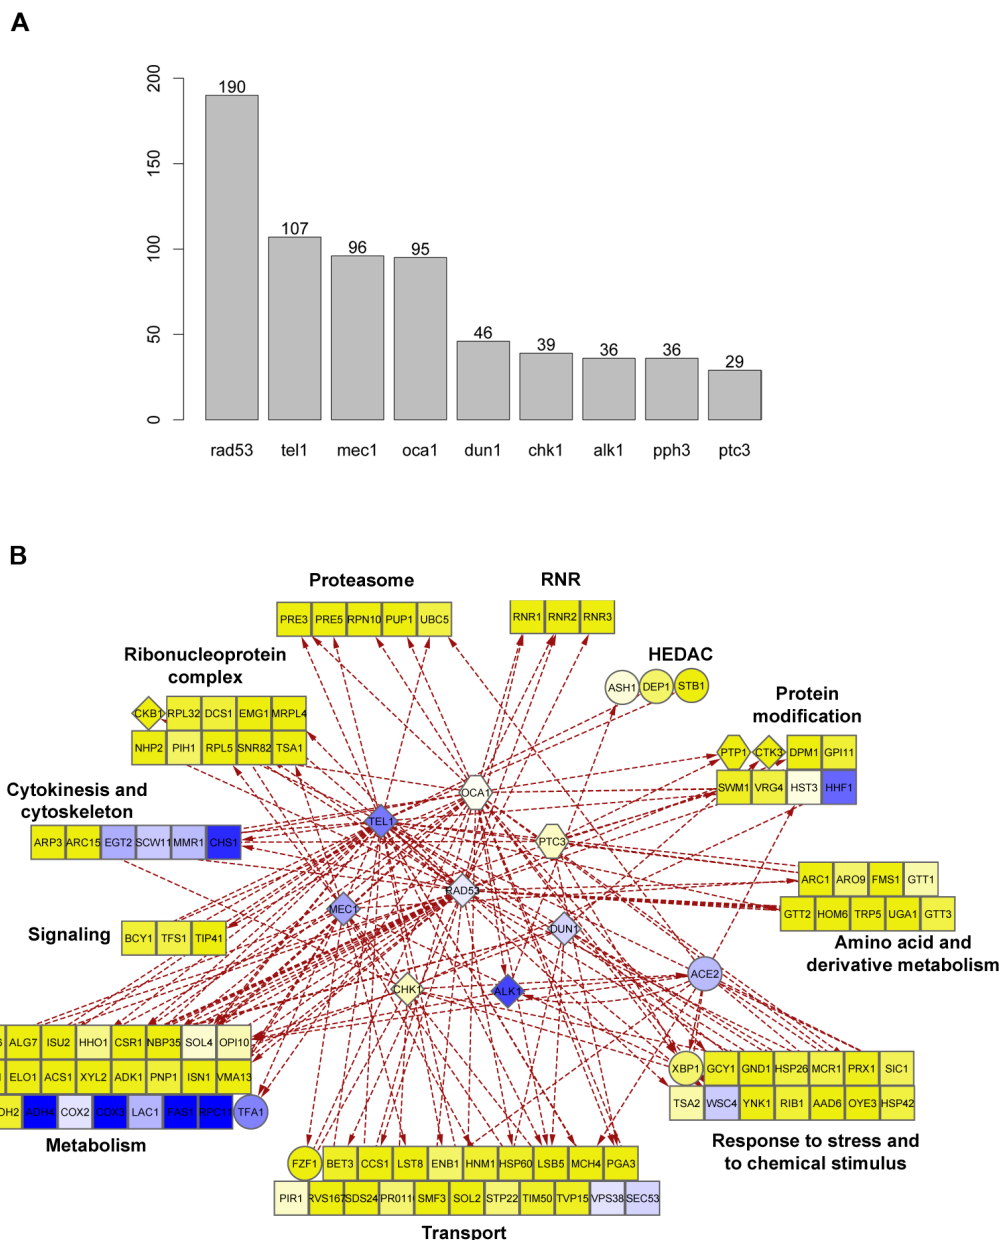 A
200
150
100
50
0
190
107
96
95
46
39
36
36
29
rad53 tel1 mec1 oca1 dun1 chk1 alk1 pph3 ptc3
B
Proteasome
PRE3 PRE5 RPN10 PUP1 UBC5
RNR
RNR1 RNR2 RNR3
HEDAC
ASH1 DEP1 STB1
Ribonucleoprotein
complex
CKB1 RPL32 DCS1 EMG1 MRPL4
NHP2 PIH1 RPL5 SNR82 TSA1
Protein
modification
PTP1 CTK3 DPM1 GPI11
SWM1 VRG4 HST3 HHF1
Cytokinesis and
cytoskeleton
ARP3 ARC15 EGT2 SCW11 MMR1 CHS1
OCA1
TEL1
PTC3
RAD53
MEC1
DUN1
CHK1
ALK1
ACE2
ARC1 ARO9 FMS1 GTT1
GTT2 HOM6 TRP5 UGA1 GTT3
Amino acid and
derivative metabolism
Signaling
BCY1 TFS1 TIP41
ALG7 ISU2 HHO1 CSR1 NBP35 SOL4 OPI10
ELO1 ACS1 XYL2 ADK1 PNP1 ISN1 VMA13
DH2 ADH4 COX2 COX3 LAC1 FAS1 RPC11 TFA1
Metabolism
XBP1 GCY1 GND1 HSP26 MCR1 PRX1 SIC1
TSA2 WSC4 YNK1 RIB1 AAD6 OYE3 HSP42
Response to stress and
to chemical stimulus
FZF1 BET3 CCS1 LST8 ENB1 HNM1 HSP60 LSB5 MCH4 PGA3
PIR1 RVS167 SDS24 SMF3 SOL2 STP22 TIM50 TVP15 VPS38 SEC53
Transport